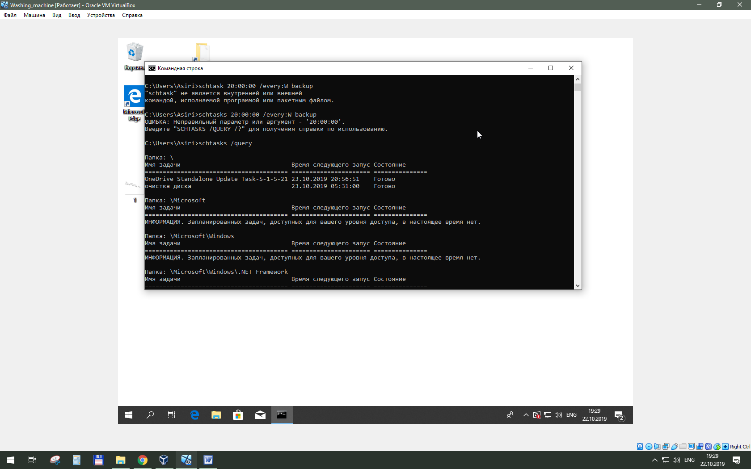 Washing_machine [Работает] - Oracle VM VirtualBox
Файл Машина Вид Ввод Устройства Справка
Командная строка
C:\Users\Asiri>schtask 20:00:00 /every:W backup
"schtask" не является внутренней или внешней
командой, исполняемой программой или пакетным файлом.
C:\Users\Asiri>schtasks 20:00:00 /every:W backup
ОШИБКА: Неправильный параметр или аргумент - '20:00:00'.
Введите "SCHTASKS /QUERY /?" для получения справки по использованию.
C:\Users\Asiri>schtasks /query
Папка: \
Имя задачи Время следующего запус Состояние
======================================== ====================== ===============
OneDrive Standalone Update Task-S-1-5-21 23.10.2019 20:56:51 Готово
очистка диска 23.10.2019 05:31:00 Готово
Папка: \Microsoft
Имя задачи Время следующего запус Состояние
======================================== ====================== ===============
ИНФОРМАЦИЯ. Запланированных задач, доступных для вашего уровня доступа, в настоящее время нет.
Папка: \Microsoft\Windows
Имя задачи Время следующего запус Состояние
======================================== ====================== ===============
ИНФОРМАЦИЯ. Запланированных задач, доступных для вашего уровня доступа, в настоящее время нет.
Папка: \Microsoft\Windows\.NET Framework
Имя задачи Время следующего запус Состояние
ENG
19:23
22.10.2019
2
Right Ctrl
ENG
19:23
22.10.2019